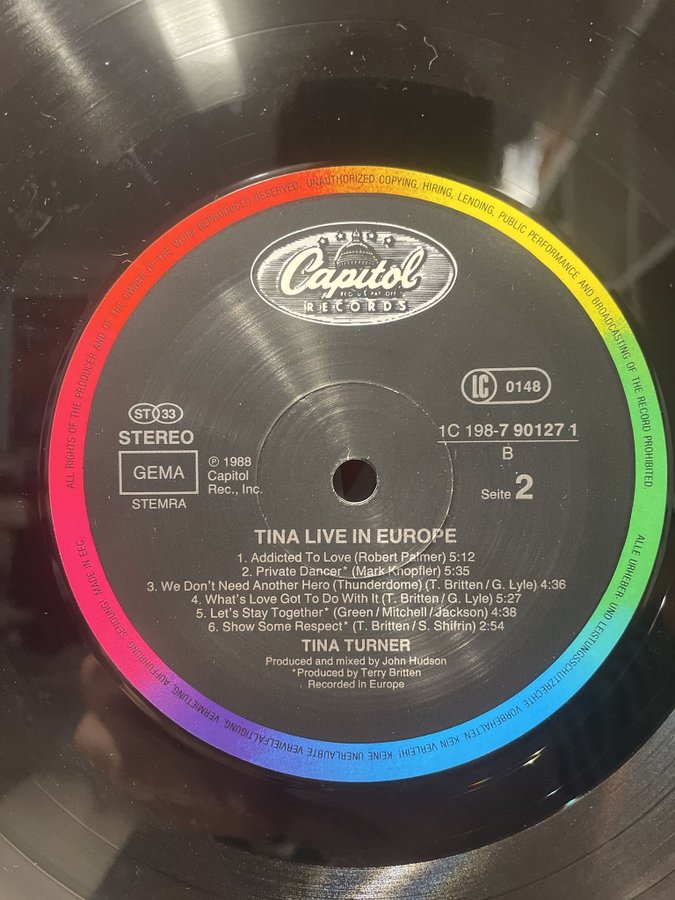 ALL RIGHTS OF THE PRODUCER AND OF THE OWNER OF THE WORK REPRODUCED RESERVED. UNAUTHORIZED COPYING, HIRING, LENDING, PUBLIC PERFORMANCE AND BROADCASTING OF THE RECORD PROHIBITED.
Capitol
REG. U.S. PAT. OFF.
RECORDS
LC 0148
ST 33
STEREO
GEMA
STEMRA
℗ 1988
Capitol
Rec., Inc.
1C 198-7 90127 1
B
Seite 2
TINA LIVE IN EUROPE
1. Addicted To Love (Robert Palmer) 5:12
2. Private Dancer* (Mark Knopfler) 5:35
3. We Don't Need Another Hero (Thunderdome) (T. Britten / G. Lyle) 4:36
4. What's Love Got To Do With It (T. Britten / G. Lyle) 5:27
5. Let's Stay Together* (Green / Mitchell / Jackson) 4:38
6. Show Some Respect* (T. Britten / S. Shifrin) 2:54
TINA TURNER
Produced and mixed by John Hudson
*Produced by Terry Britten
Recorded in Europe
ALLE URHEBER- UND LEISTUNGSSCHUTZRECHTE VORBEHALTEN. KEIN VERLEIH! KEINE UNERLAUBTE VERVIELFÄLTIGUNG, VERMIETUNG, AUFFÜHRUNG, SENDUNG! MADE IN EEC.